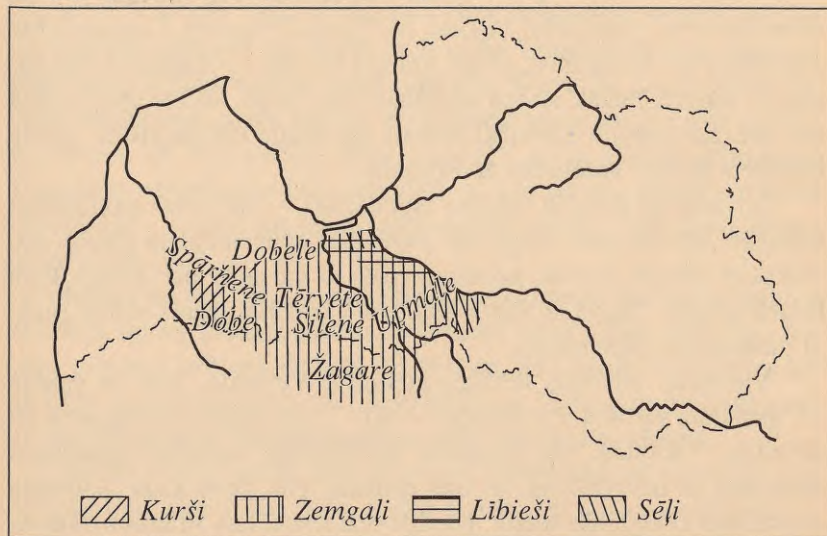 Dobele
Spārnene
Tērvete
Dobe
Silene
Upmale
Žagare
Kurši
Zemgaļi
Lībieši
Sēļi